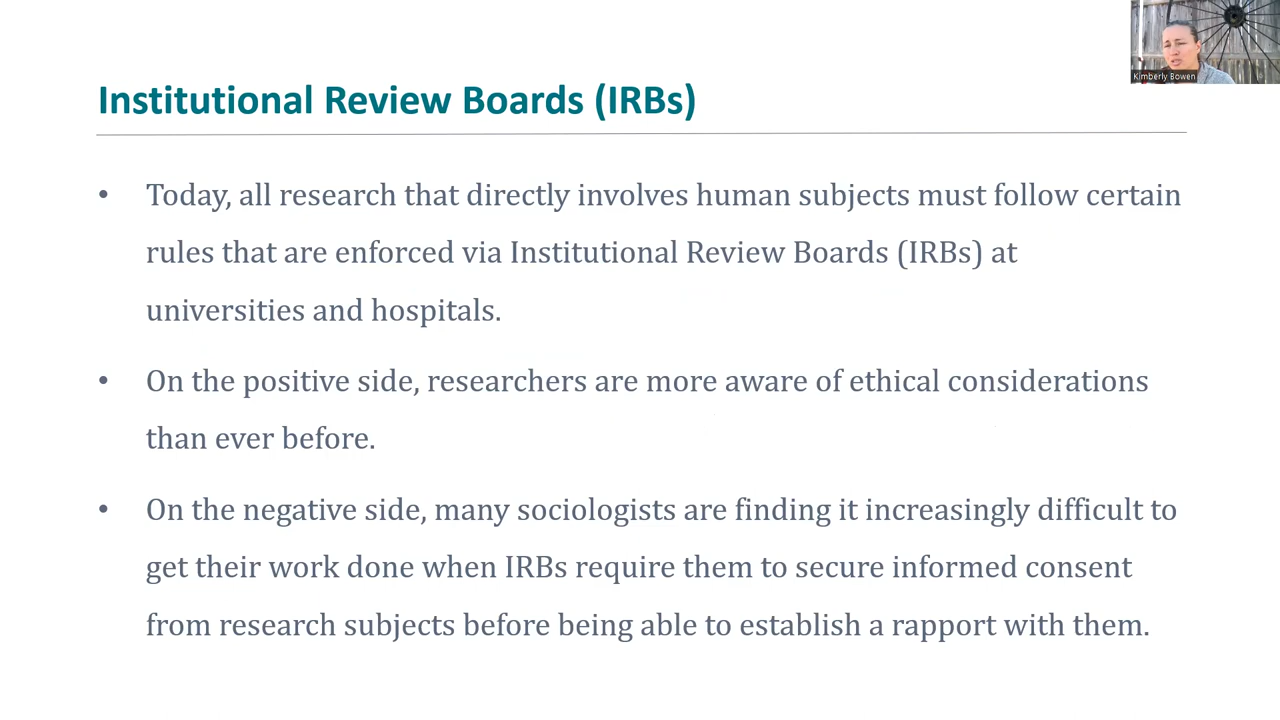 Kimberly Bowen
Institutional Review Boards (IRBs)
• Today, all research that directly involves human subjects must follow certain
rules that are enforced via Institutional Review Boards (IRBs) at
universities and hospitals.
• On the positive side, researchers are more aware of ethical considerations
than ever before.
• On the negative side, many sociologists are finding it increasingly difficult to
get their work done when IRBs require them to secure informed consent
from research subjects before being able to establish a rapport with them.